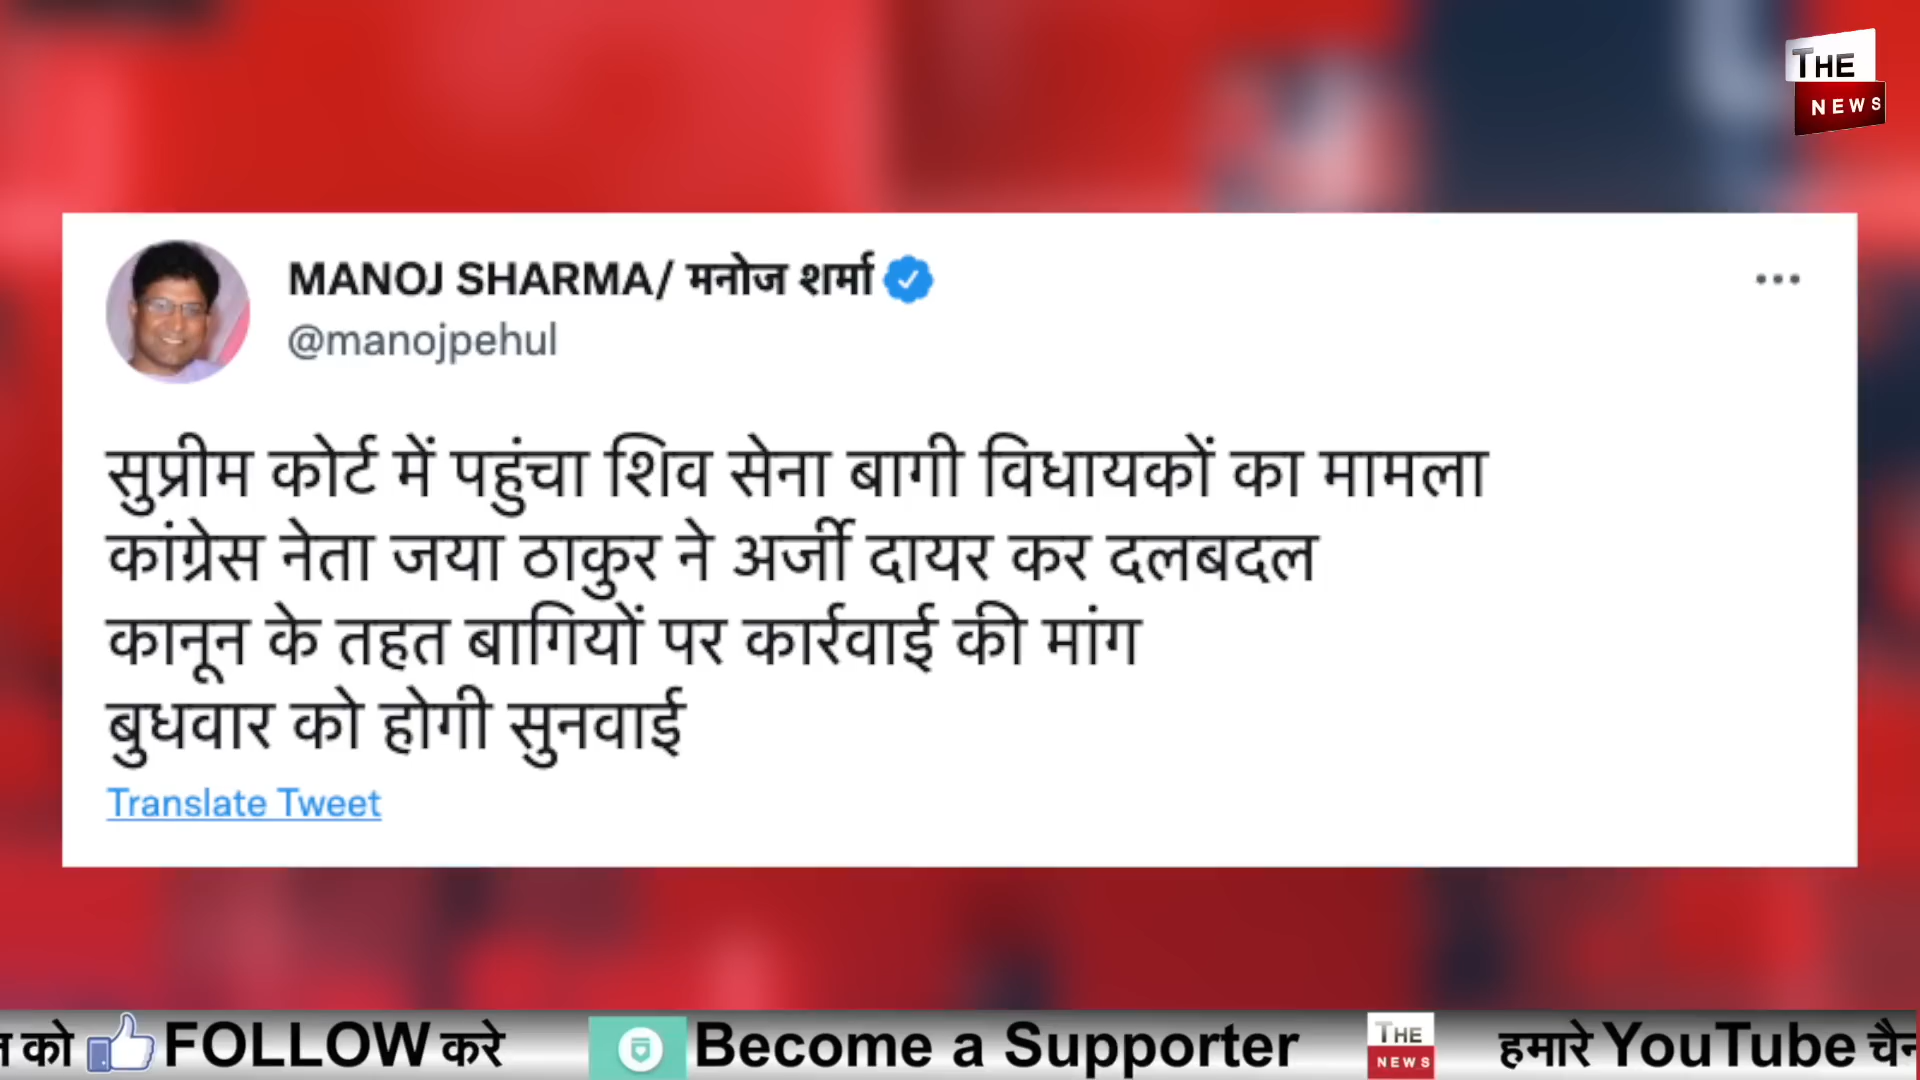 THE
NEWS
MANOJ SHARMA/ मनोज शर्मा
@manojpehul
सुप्रीम कोर्ट में पहुंचा शिव सेना बागी विधायकों का मामला
कांग्रेस नेता जया ठाकुर ने अर्जी दायर कर दलबदल
कानून के तहत बागियों पर कार्रवाई की मांग
बुधवार को होगी सुनवाई
Translate Tweet
को FOLLOW करे Become a Supporter THE NEWS हमारे YouTube